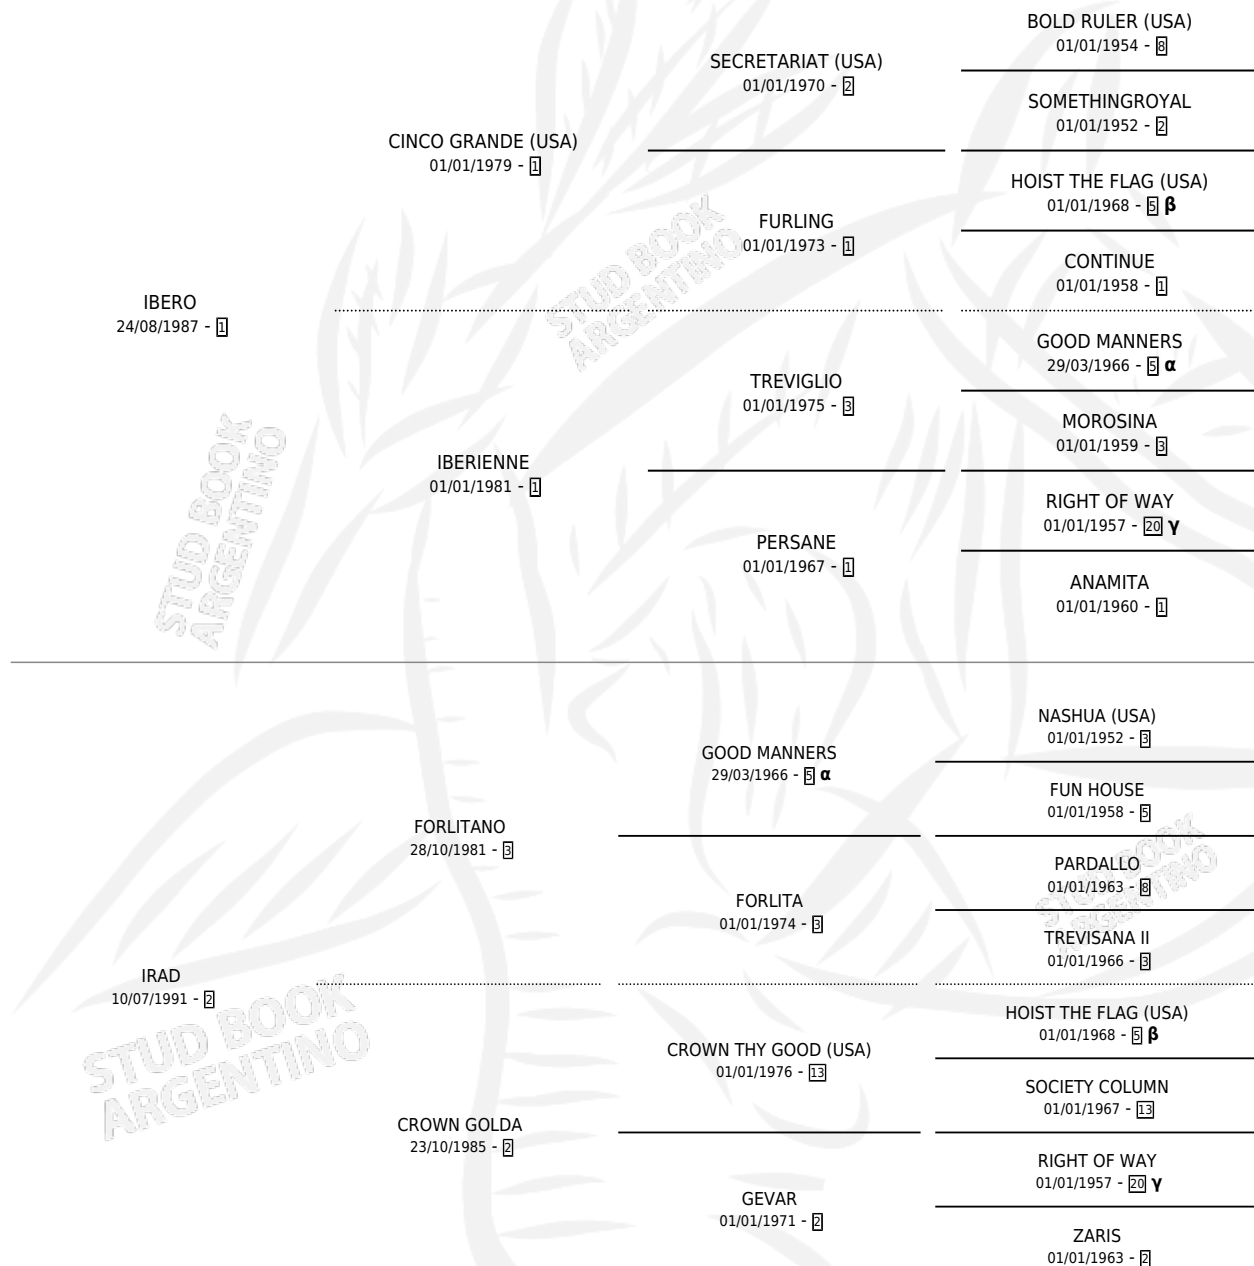 BOLD RULER (USA)
01/01/1954 - 8
SECRETARIAT (USA)
01/01/1970 - 2
SOMETHINGROYAL
01/01/1952 - 2
CINCO GRANDE (USA)
01/01/1979 - 1
HOIST THE FLAG (USA)
01/01/1968 - 5 β
FURLING
01/01/1973 - 1
CONTINUE
01/01/1958 - 1
IBERO
24/08/1987 - 1
GOOD MANNERS
29/03/1966 - 5 α
TREVIGLIO
01/01/1975 - 3
MOROSINA
01/01/1959 - 3
IBERIENNE
01/01/1981 - 1
RIGHT OF WAY
01/01/1957 - 20 γ
PERSANE
01/01/1967 - 1
ANAMITA
01/01/1960 - 1
NASHUA (USA)
01/01/1952 - 3
GOOD MANNERS
29/03/1966 - 5 α
FUN HOUSE
01/01/1958 - 5
FORLITANO
28/10/1981 - 3
PARDALLO
01/01/1963 - 8
FORLITA
01/01/1974 - 3
TREVISANA II
01/01/1966 - 3
IRAD
10/07/1991 - 2
HOIST THE FLAG (USA)
01/01/1968 - 5 β
CROWN THY GOOD (USA)
01/01/1976 - 13
SOCIETY COLUMN
01/01/1967 - 13
CROWN GOLDA
23/10/1985 - 2
RIGHT OF WAY
01/01/1957 - 20 γ
GEVAR
01/01/1971 - 2
ZARIS
01/01/1963 - 2
STUD BOOK
ARGENTINO
STUD BOOK
ARGENTINO
STUD BOOK
ARGENTINO
STUD BOOK
ARGENTINO